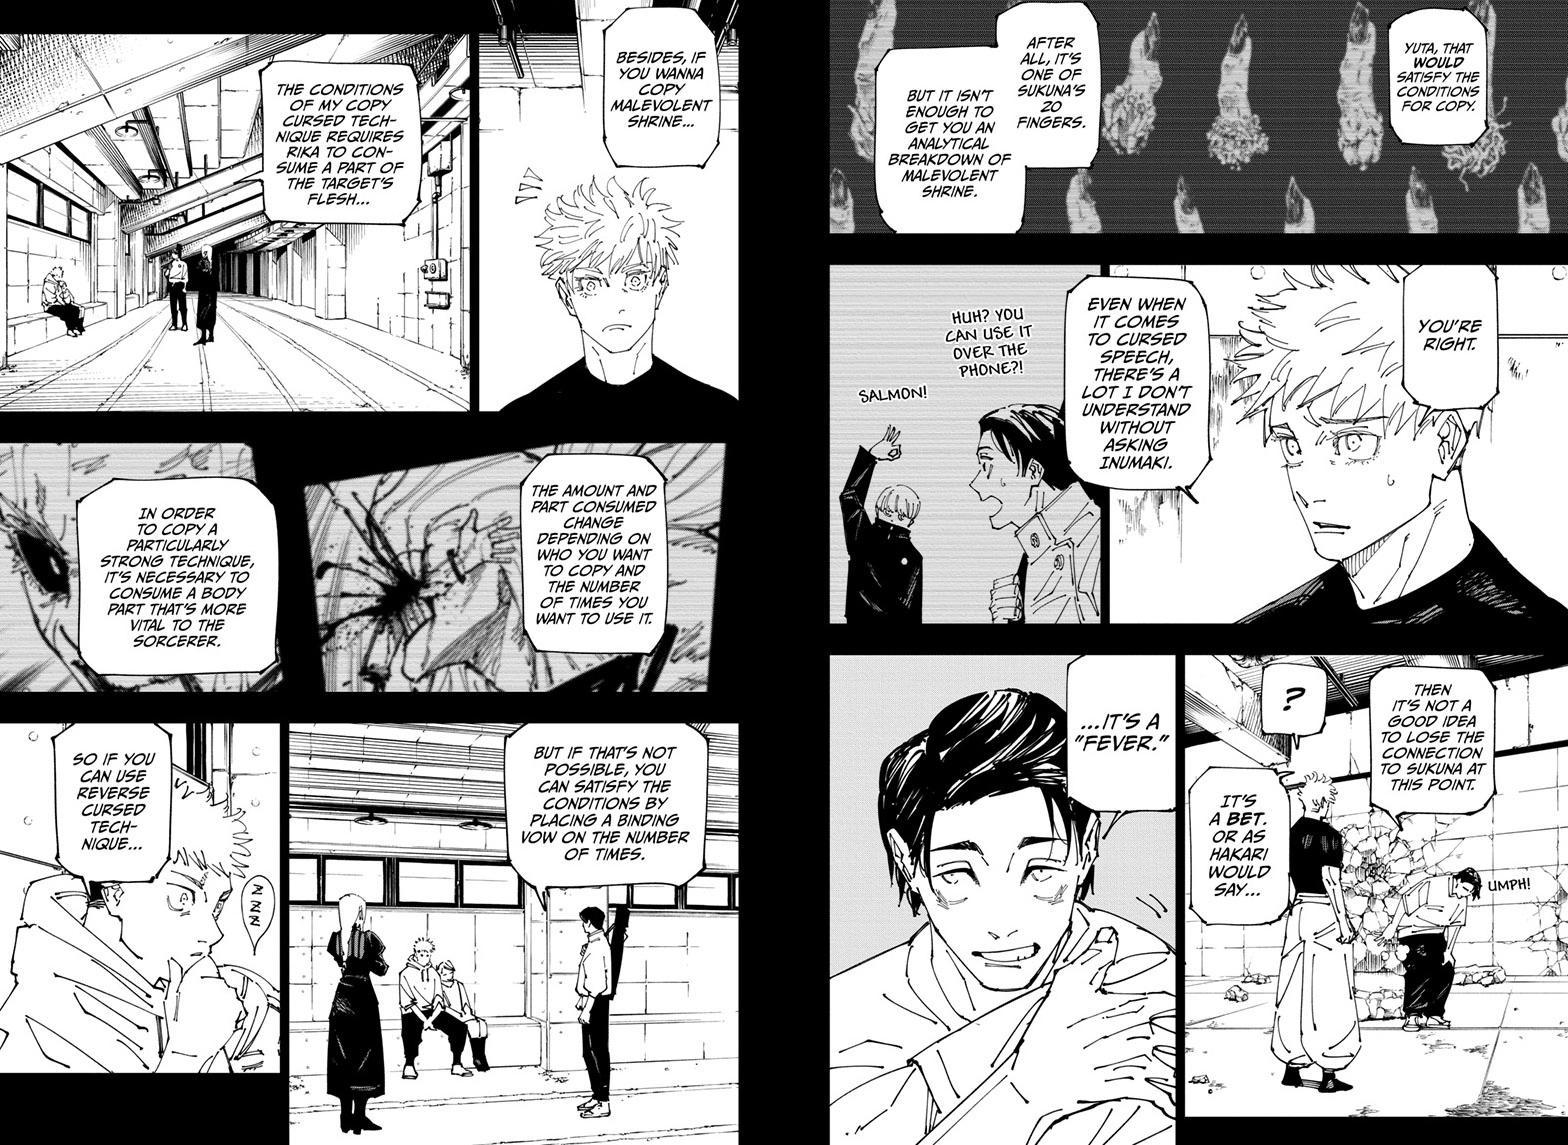 YUTA, THAT
WOULD
SATISFY THE
CONDITIONS
FOR COPY.
AFTER
ALL, IT'S
ONE OF
SUKUNA'S
20
FINGERS.
BUT IT ISN'T
ENOUGH TO
GET YOU AN
ANALYTICAL
BREAKDOWN OF
MALEVOLENT
SHRINE.
YOU'RE
RIGHT.
EVEN WHEN
IT COMES
TO CURSED
SPEECH,
THERE'S A
LOT I DON'T
UNDERSTAND
WITHOUT
ASKING
INUMAKI.
HUH? YOU
CAN USE IT
OVER THE
PHONE?!
SALMON!
THEN
IT'S NOT A
GOOD IDEA
TO LOSE THE
CONNECTION
TO SUKUNA AT
THIS POINT.
UMPH!
?
IT'S
A BET.
OR AS
HAKARI
WOULD
SAY...
...IT'S A
"FEVER."
BESIDES, IF
YOU WANNA
COPY
MALEVOLENT
SHRINE...
THE CONDITIONS
OF MY COPY
CURSED TECH-
NIQUE REQUIRES
RIKA TO CON-
SUME A PART OF
THE TARGET'S
FLESH...
THE AMOUNT AND
PART CONSUMED
CHANGE
DEPENDING ON
WHO YOU WANT
TO COPY AND
THE NUMBER
OF TIMES YOU
WANT TO USE IT.
IN ORDER
TO COPY A
PARTICULARLY
STRONG TECHNIQUE,
IT'S NECESSARY TO
CONSUME A BODY
PART THAT'S MORE
VITAL TO THE
SORCERER.
BUT IF THAT'S NOT
POSSIBLE, YOU
CAN SATISFY THE
CONDITIONS BY
PLACING A BINDING
VOW ON THE NUMBER
OF TIMES.
SO IF YOU
CAN USE
REVERSE
CURSED
TECH-
NIQUE...
ZZZ